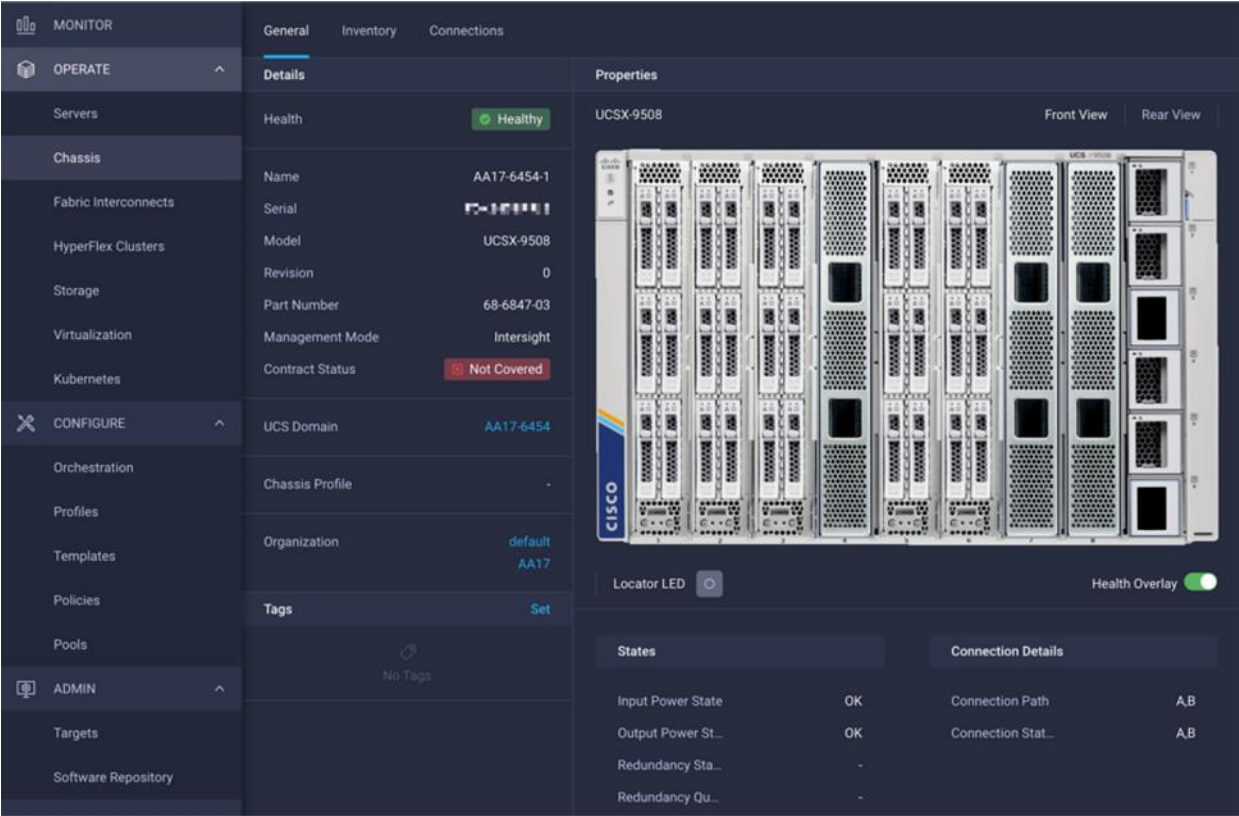 MONITOR
OPERATE
Servers
Chassis
Fabric Interconnects
HyperFlex Clusters
Storage
Virtualization
Kubernetes
CONFIGURE
Orchestration
Profiles
Templates
Policies
Pools
ADMIN
Targets
Software Repository
General Inventory Connections
Details
Health Healthy
Name AA17-6454-1
Serial
Model UCSX-9508
Revision 0
Part Number 68-6847-03
Management Mode Intersight
Contract Status Not Covered
UCS Domain AA17-6454
Chassis Profile -
Organization default
AA17
Tags Set
No Tags
Properties
UCSX-9508 Front View Rear View
CISCO
Locator LED Health Overlay
States
Input Power State OK
Output Power St... OK
Redundancy Sta... -
Redundancy Qu... -
Connection Details
Connection Path A,B
Connection Stat... A,B